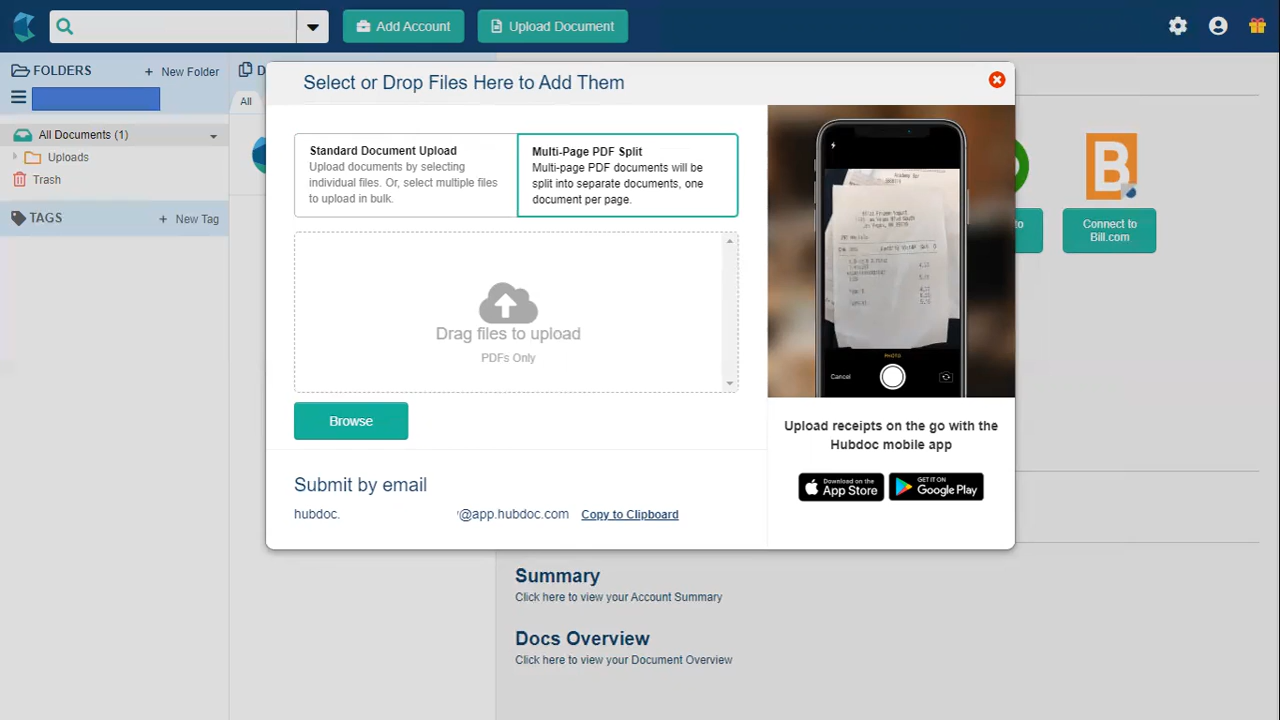 Add Account
Upload Document
FOLDERS
+ New Folder
D
All
All Documents (1)
Uploads
Trash
TAGS
+ New Tag
Select or Drop Files Here to Add Them
Standard Document Upload
Upload documents by selecting
individual files. Or, select multiple files
to upload in bulk.
Multi-Page PDF Split
Multi-page PDF documents will be
split into separate documents, one
document per page.
Drag files to upload
PDFs Only
Browse
Submit by email
hubdoc.
@app.hubdoc.com
Copy to Clipboard
PHOTO
Cancel
Upload receipts on the go with the
Hubdoc mobile app
Download on the
App Store
GET IT ON
Google Play
to
B
Connect to
Bill.com
Summary
Click here to view your Account Summary
Docs Overview
Click here to view your Document Overview